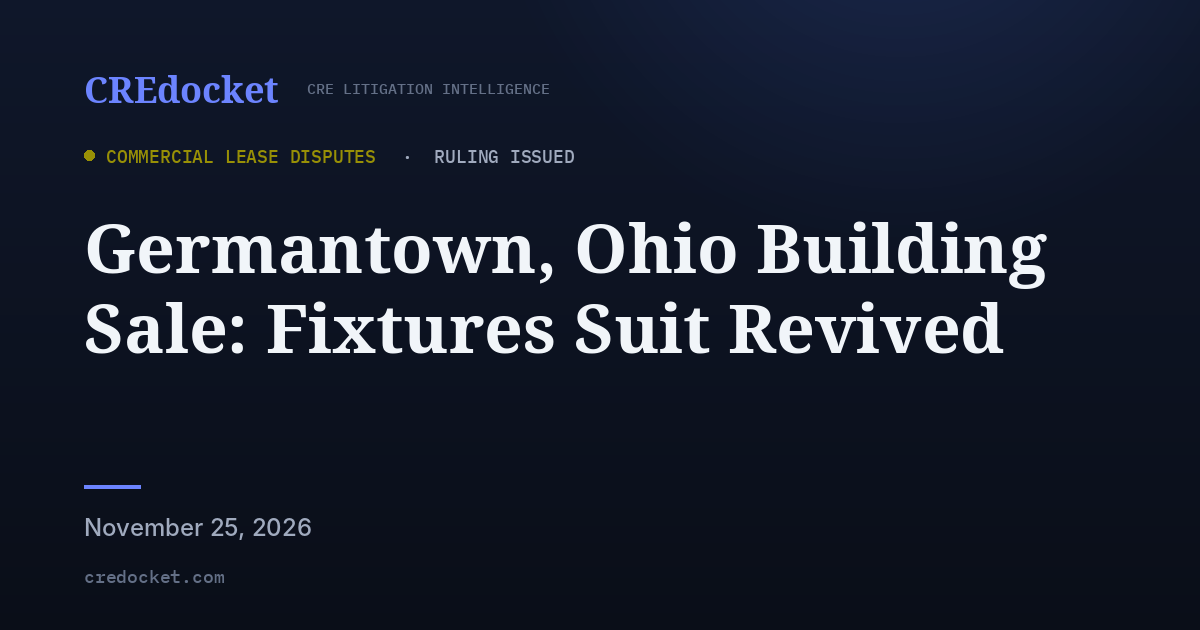 CREdocket CRE LITIGATION INTELLIGENCE
COMMERCIAL LEASE DISPUTES · RULING ISSUED
Germantown, Ohio Building
Sale: Fixtures Suit Revived
November 25, 2026
credocket.com